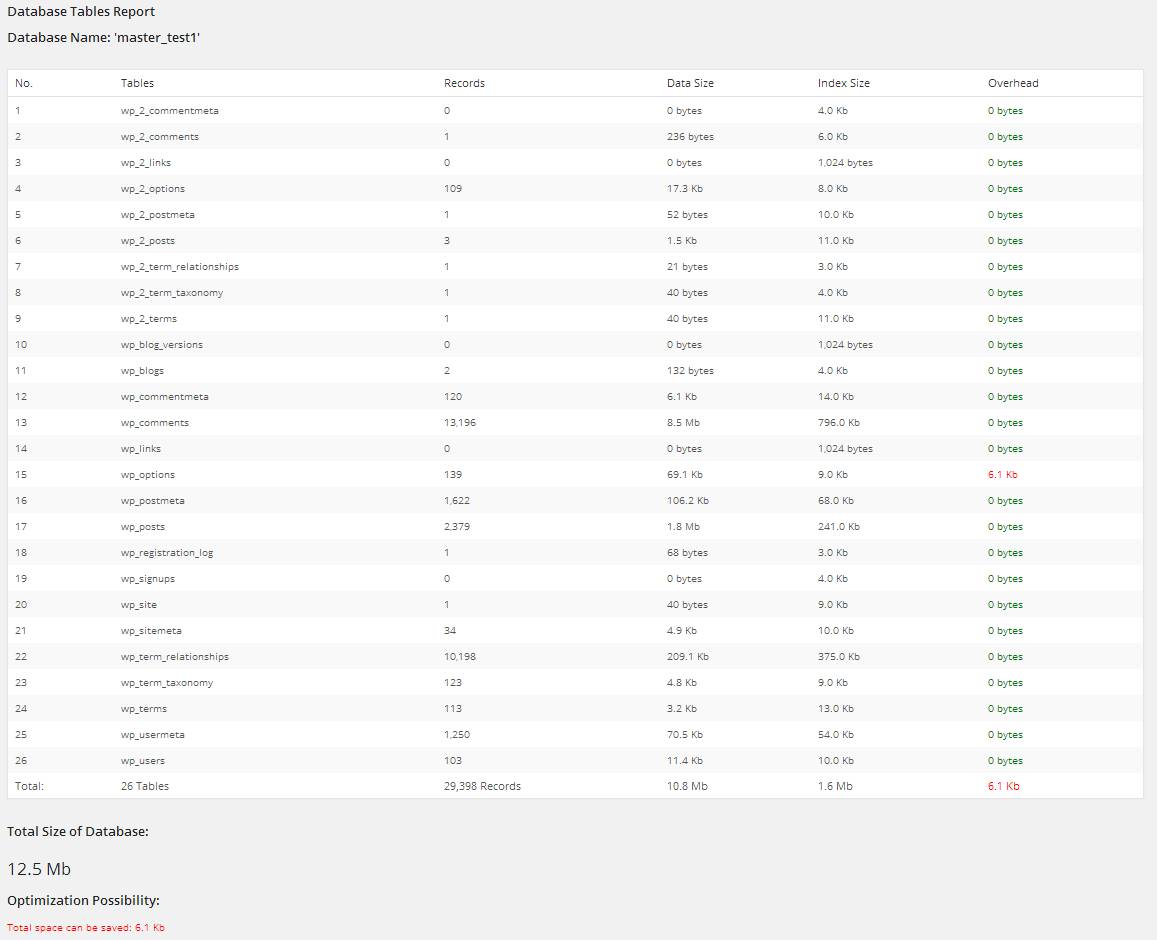 Database Tables Report
Database Name: 'master_test1'
No. Tables Records Data Size Index Size Overhead
1 wp_2_commentmeta 0 0 bytes 4.0 Kb 0 bytes
2 wp_2_comments 1 236 bytes 6.0 Kb 0 bytes
3 wp_2_links 0 0 bytes 1,024 bytes 0 bytes
4 wp_2_options 109 17.3 Kb 8.0 Kb 0 bytes
5 wp_2_postmeta 1 52 bytes 10.0 Kb 0 bytes
6 wp_2_posts 3 1.5 Kb 11.0 Kb 0 bytes
7 wp_2_term_relationships 1 21 bytes 3.0 Kb 0 bytes
8 wp_2_term_taxonomy 1 40 bytes 4.0 Kb 0 bytes
9 wp_2_terms 1 40 bytes 11.0 Kb 0 bytes
10 wp_blog_versions 0 0 bytes 1,024 bytes 0 bytes
11 wp_blogs 2 132 bytes 4.0 Kb 0 bytes
12 wp_commentmeta 120 6.1 Kb 14.0 Kb 0 bytes
13 wp_comments 13,196 8.5 Mb 796.0 Kb 0 bytes
14 wp_links 0 0 bytes 1,024 bytes 0 bytes
15 wp_options 139 69.1 Kb 9.0 Kb 6.1 Kb
16 wp_postmeta 1,622 106.2 Kb 68.0 Kb 0 bytes
17 wp_posts 2,379 1.8 Mb 241.0 Kb 0 bytes
18 wp_registration_log 1 68 bytes 3.0 Kb 0 bytes
19 wp_signups 0 0 bytes 4.0 Kb 0 bytes
20 wp_site 1 40 bytes 9.0 Kb 0 bytes
21 wp_sitemeta 34 4.9 Kb 10.0 Kb 0 bytes
22 wp_term_relationships 10,198 209.1 Kb 375.0 Kb 0 bytes
23 wp_term_taxonomy 123 4.8 Kb 9.0 Kb 0 bytes
24 wp_terms 113 3.2 Kb 13.0 Kb 0 bytes
25 wp_usermeta 1,250 70.5 Kb 54.0 Kb 0 bytes
26 wp_users 103 11.4 Kb 10.0 Kb 0 bytes
Total: 26 Tables 29,398 Records 10.8 Mb 1.6 Mb 6.1 Kb
Total Size of Database:
12.5 Mb
Optimization Possibility:
Total space can be saved: 6.1 Kb